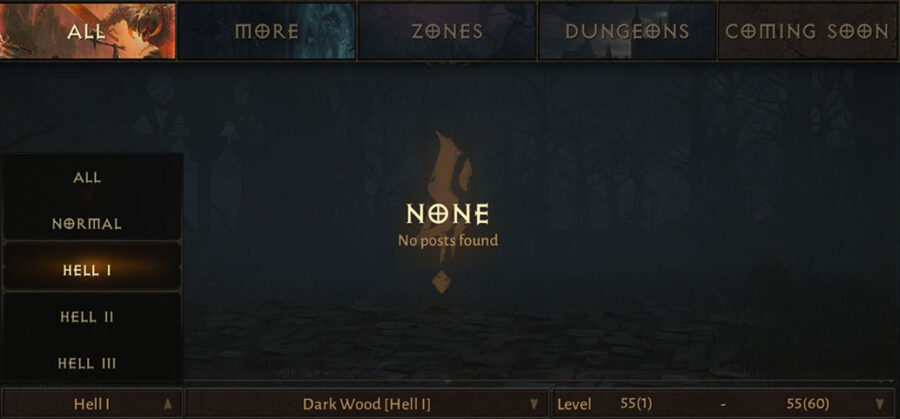 ALL MORE ZONES DUNGEONS COMING SOON
NONE
No posts found
ALL
NORMAL
HELL I
HELL II
HELL III
Hell I Dark Wood [Hell I] Level 55(1) - 55(60)